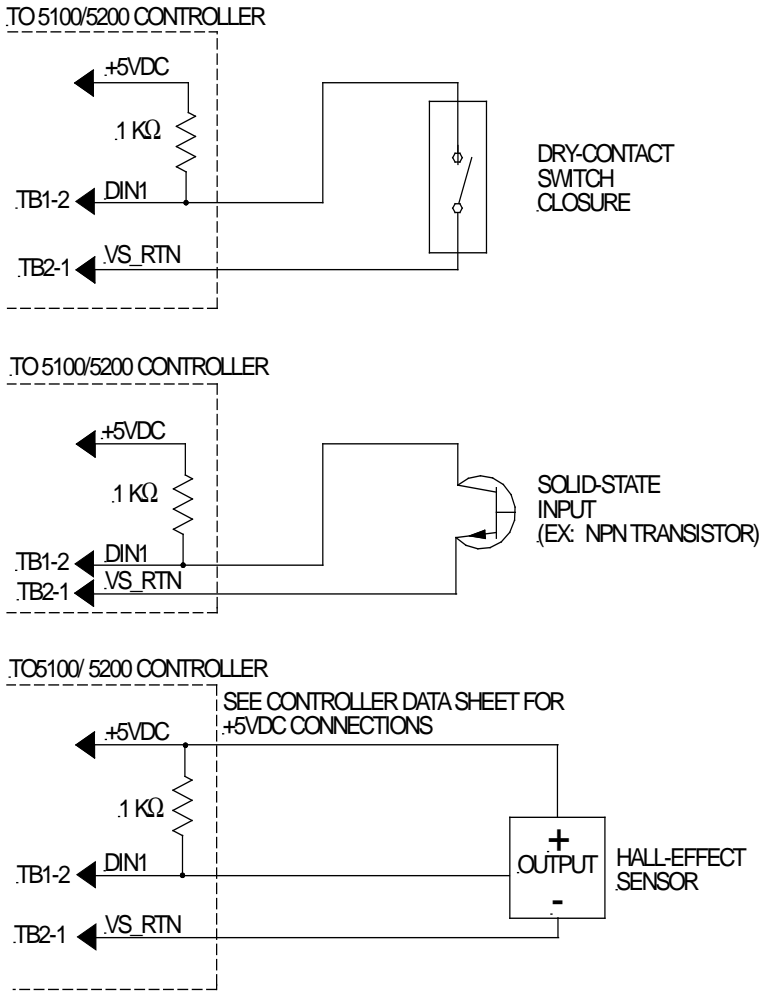 TO 5100/5200 CONTROLLER
+5VDC
1 KΩ
TB1-2
DIN1
TB2-1
VS_RTN
DRY-CONTACT
SWITCH
CLOSURE
TO 5100/5200 CONTROLLER
+5VDC
1 KΩ
TB1-2
DIN1
TB2-1
VS_RTN
SOLID-STATE
INPUT
(EX: NPN TRANSISTOR)
TO5100/ 5200 CONTROLLER
SEE CONTROLLER DATA SHEET FOR
+5VDC CONNECTIONS
+5VDC
1 KΩ
TB1-2
DIN1
TB2-1
VS_RTN
+
OUTPUT
-
HALL-EFFECT
SENSOR